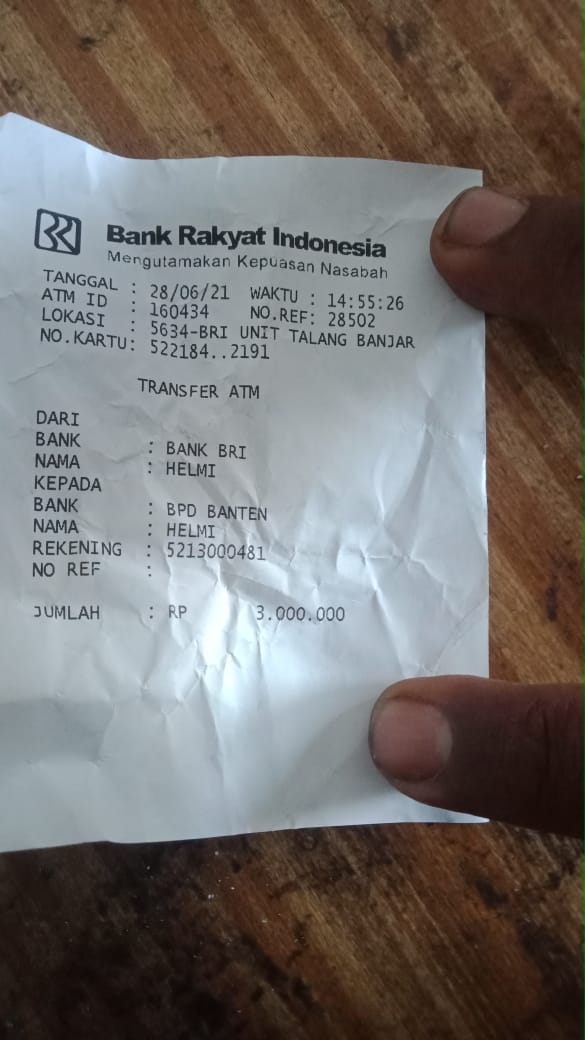 Bank Rakyat Indonesia
Mengutamakan Kepuasan Nasabah
TANGGAL : 28/06/21 WAKTU : 14:55:26
ATM ID : 160434 NO.REF: 28502
LOKASI : 5634-BRI UNIT TALANG BANJAR
NO.KARTU: 522184..2191
TRANSFER ATM
DARI
BANK : BANK BRI
NAMA : HELMI
KEPADA
BANK : BPD BANTEN
NAMA : HELMI
REKENING : 5213000481
NO REF :
JUMLAH : RP 3.000.000